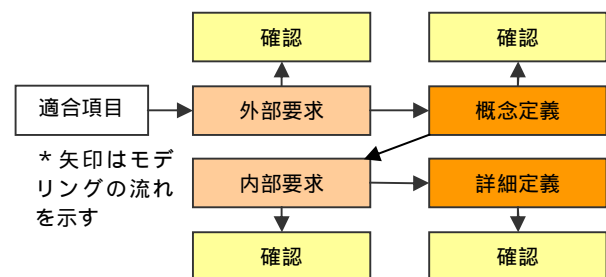 確認
確認
適合項目
外部要求
概念定義
*矢印はモデ
リングの流れ
を示す
内部要求
詳細定義
確認
確認